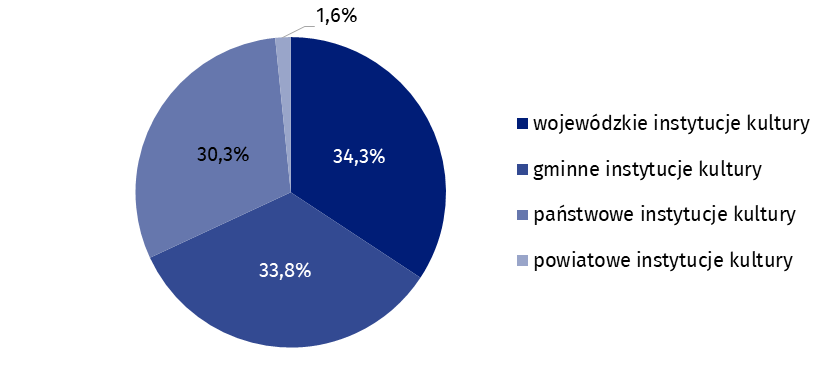 1,6%
34,3%
33,8%
30,3%
wojewódzkie instytucje kultury
gminne instytucje kultury
państwowe instytucje kultury
powiatowe instytucje kultury